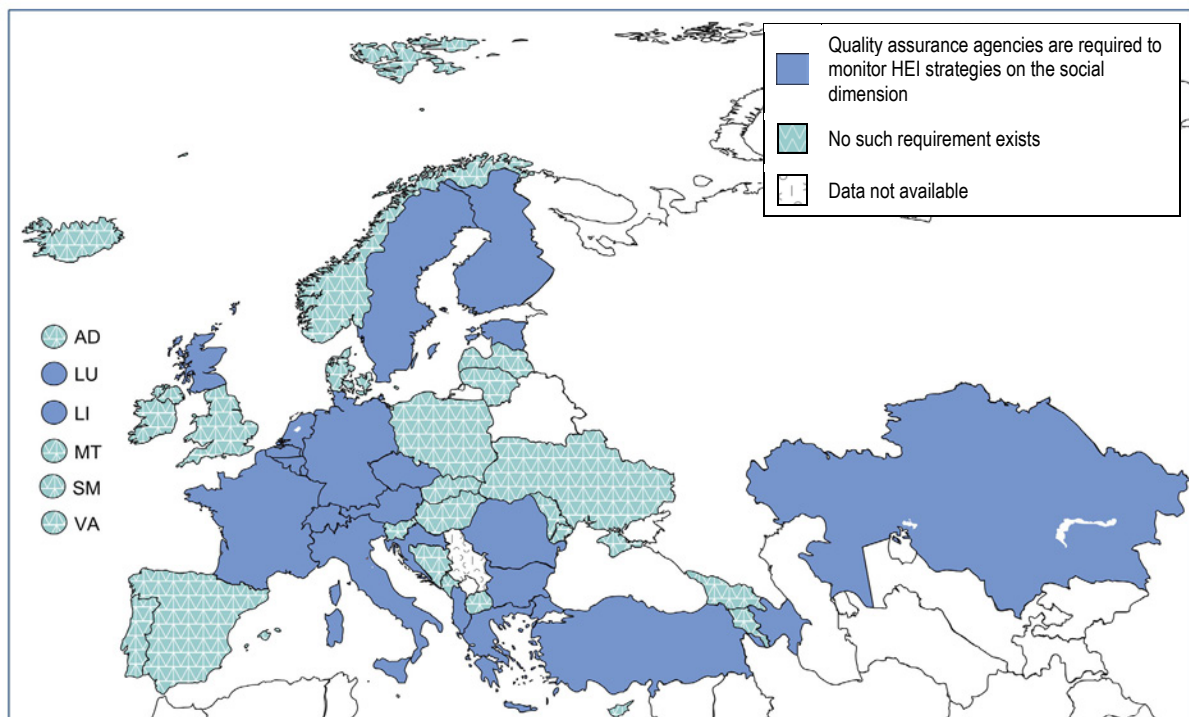 Quality assurance agencies are required to
monitor HEI strategies on the social
dimension
No such requirement exists
Data not available
AD
LU
LI
MT
SM
VA